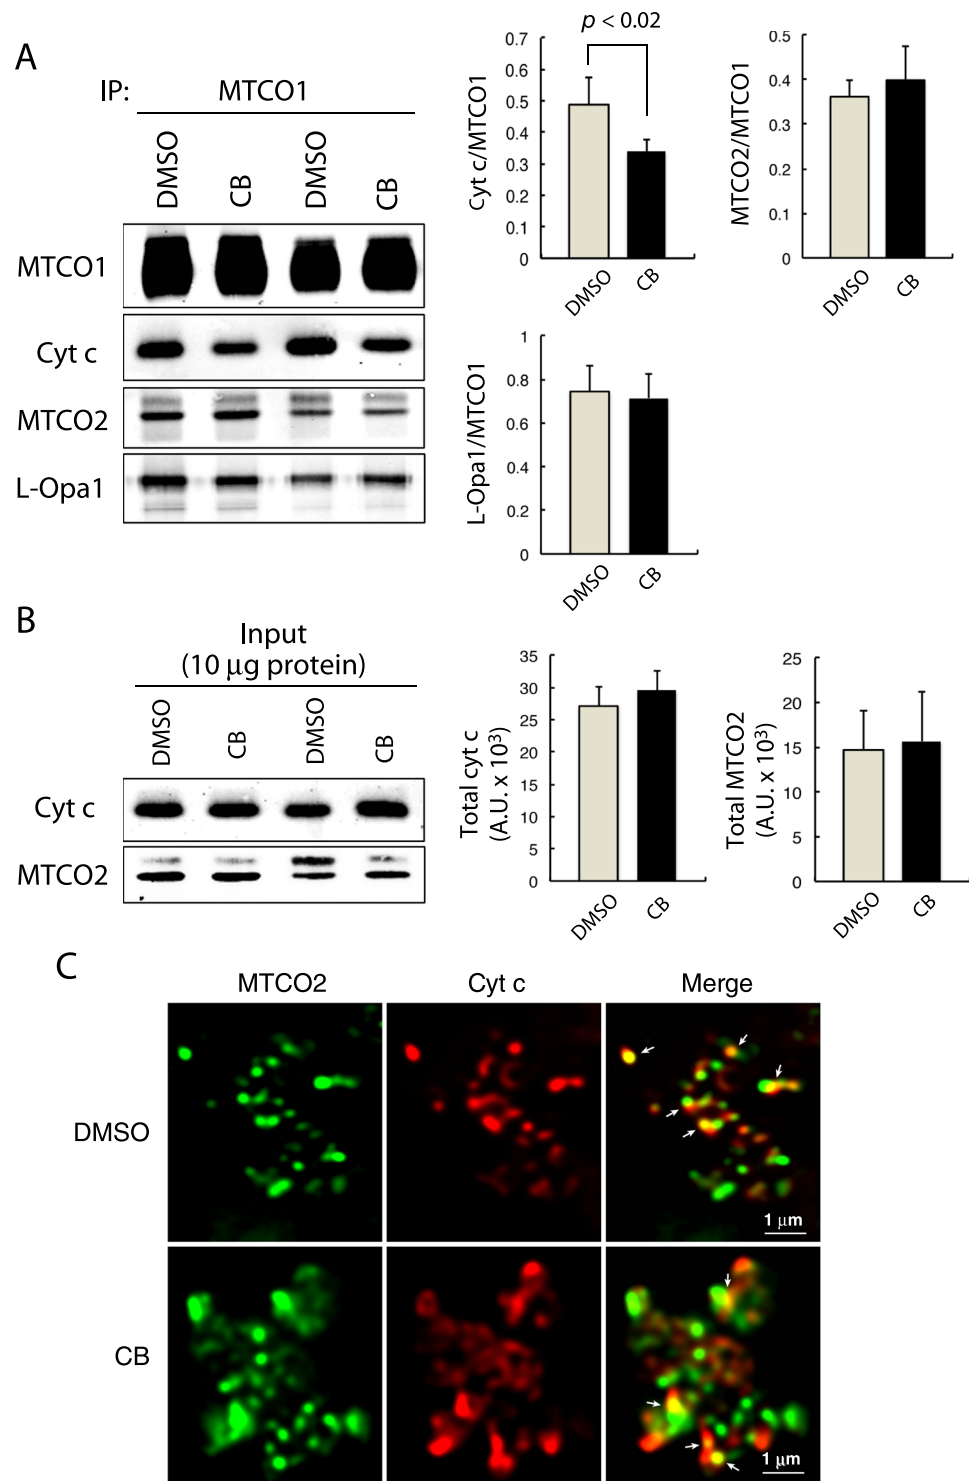 A
IP: MTCO1
DMSO CB DMSO CB
MTCO1
Cyt c
MTCO2
L-Opa1
p < 0.02
Cyt c/MTCO1
0.7
0.6
0.5
0.4
0.3
0.2
0.1
0
DMSO CB
MTCO2/MTCO1
0.5
0.4
0.3
0.2
0.1
0
DMSO CB
L-Opa1/MTCO1
1
0.8
0.6
0.4
0.2
0
DMSO CB
B
Input
(10 μg protein)
DMSO CB DMSO CB
Cyt c
MTCO2
Total cyt c
(A.U. x 10³)
35
30
25
20
15
10
5
0
DMSO CB
Total MTCO2
(A.U. x 10³)
25
20
15
10
5
0
DMSO CB
C
MTCO2 Cyt c Merge
DMSO
1 μm
CB
1 μm